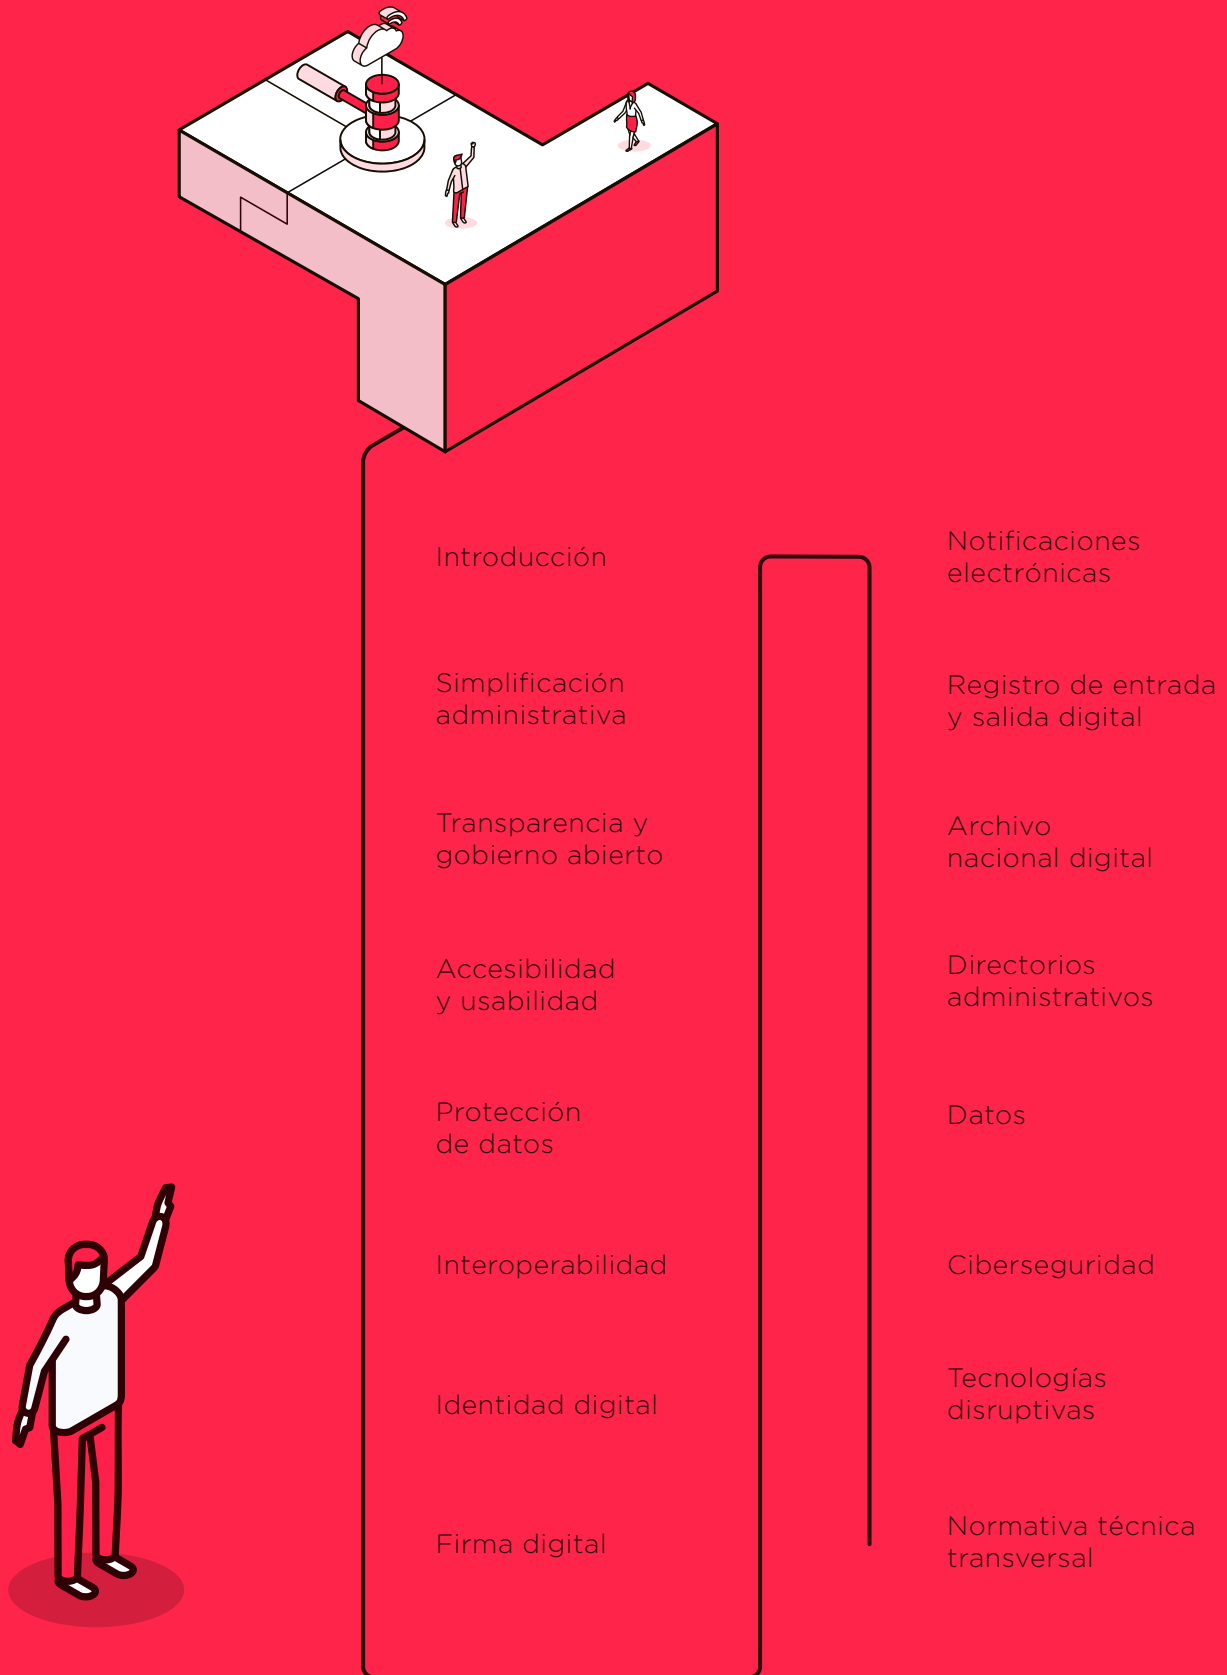 Introducción
Simplificación
administrativa
Transparencia y
gobierno abierto
Accesibilidad
y usabilidad
Protección
de datos
Interoperabilidad
Identidad digital
Firma digital
Notificaciones
electrónicas
Registro de entrada
y salida digital
Archivo
nacional digital
Directorios
administrativos
Datos
Ciberseguridad
Tecnologías
disruptivas
Normativa técnica
transversal